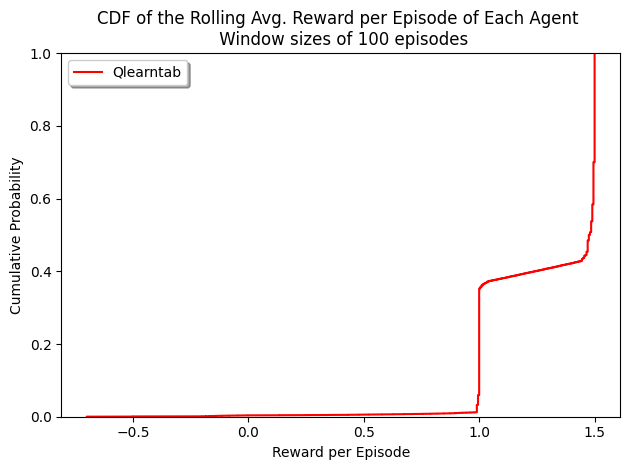 CDF of the Rolling Avg. Reward per Episode of Each Agent
Window sizes of 100 episodes
Qlearntab
1.0
0.8
0.6
0.4
0.2
0.0
Cumulative Probability
−0.5
0.0
0.5
1.0
1.5
Reward per Episode